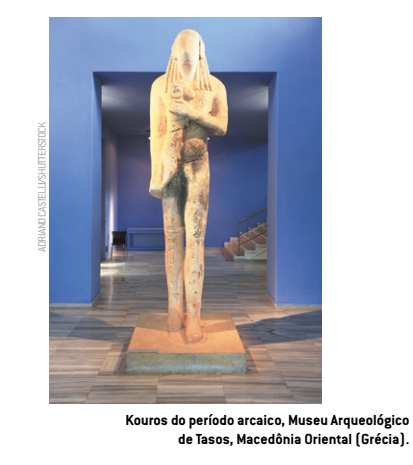 ADRIANO CASTELLI/SHUTTERSTOCK
Kouros do período arcaico, Museu Arqueológico
de Tasos, Macedônia Oriental (Grécia).